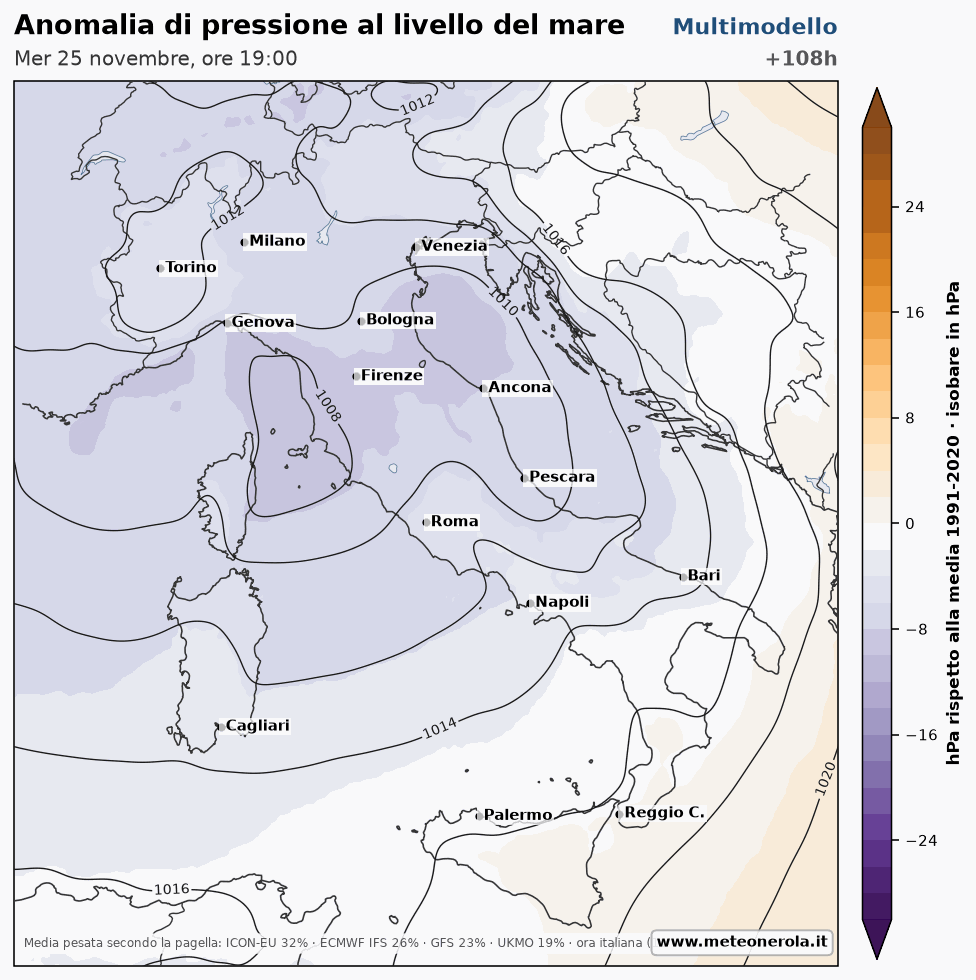 Anomalia di pressione al livello del mare
Multimodello
Mer 25 novembre, ore 19:00
+108h
1012
1012
Milano
Venezia
1016
Torino
1010
Genova
Bologna
Firenze
Ancona
1008
Pescara
Roma
Bari
Napoli
Cagliari
1014
1020
Palermo
Reggio C.
1016
Media pesata secondo la pagella: ICON-EU 32% · ECMWF IFS 26% · GFS 23% · UKMO 19% · ora italiana (
www.meteonerola.it
24
16
8
0
−8
−16
−24
hPa rispetto alla media 1991-2020 · isobare in hPa